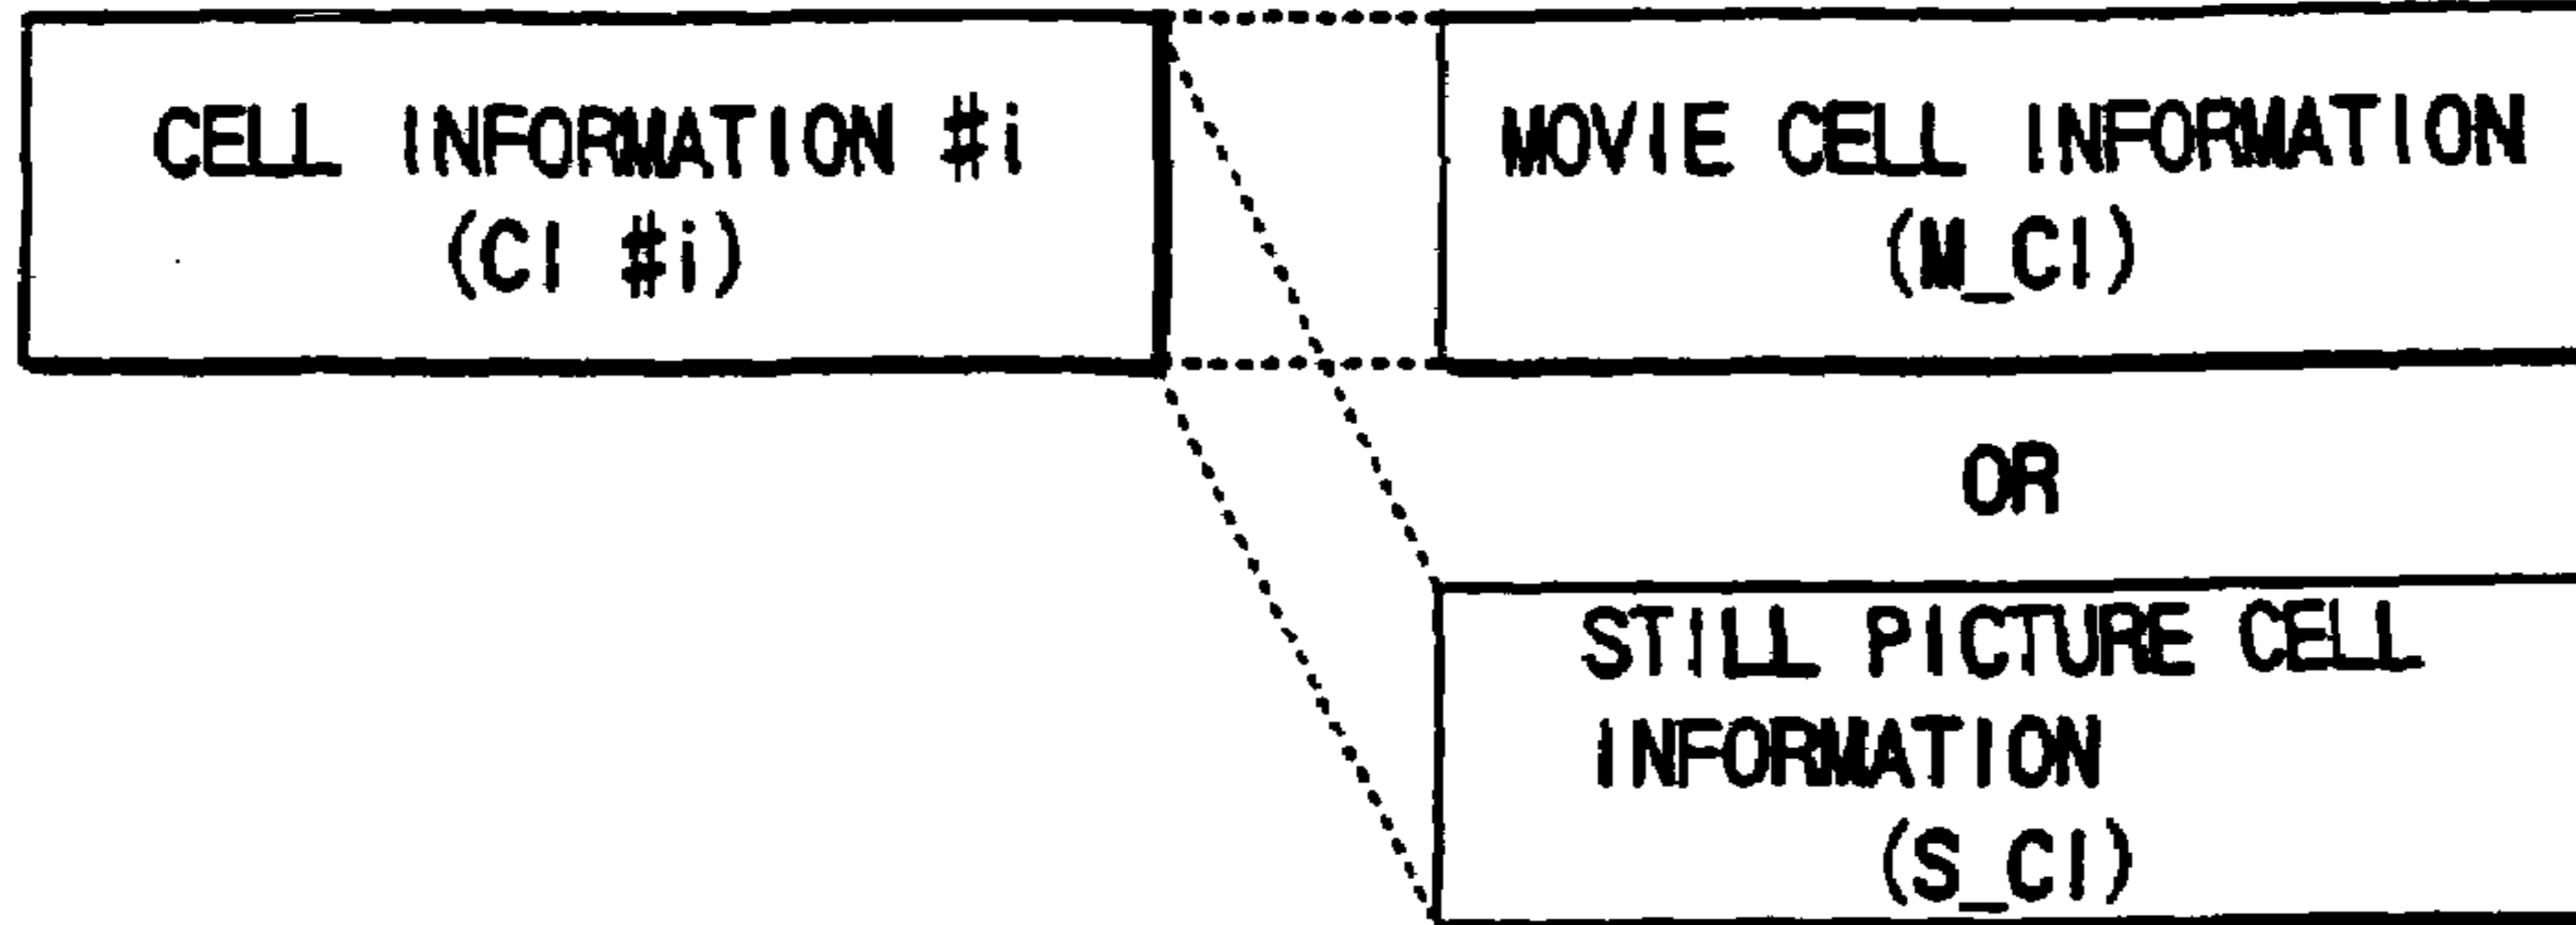 CELL INFORMATION #i
(CI #i)
MOVIE CELL INFORMATION
(M_CI)
OR
STILL PICTURE CELL
INFORMATION
(S_CI)